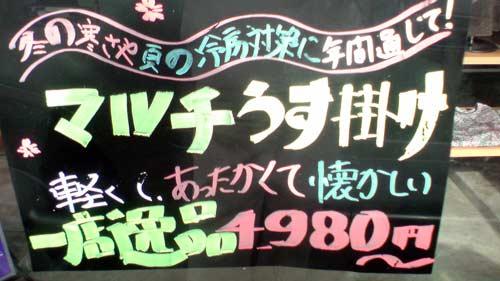 冬の寒さや夏の冷房対策に年間通して!
マルチうす掛け
軽くて、あったかくて懐かしい
一店逸品 4980円